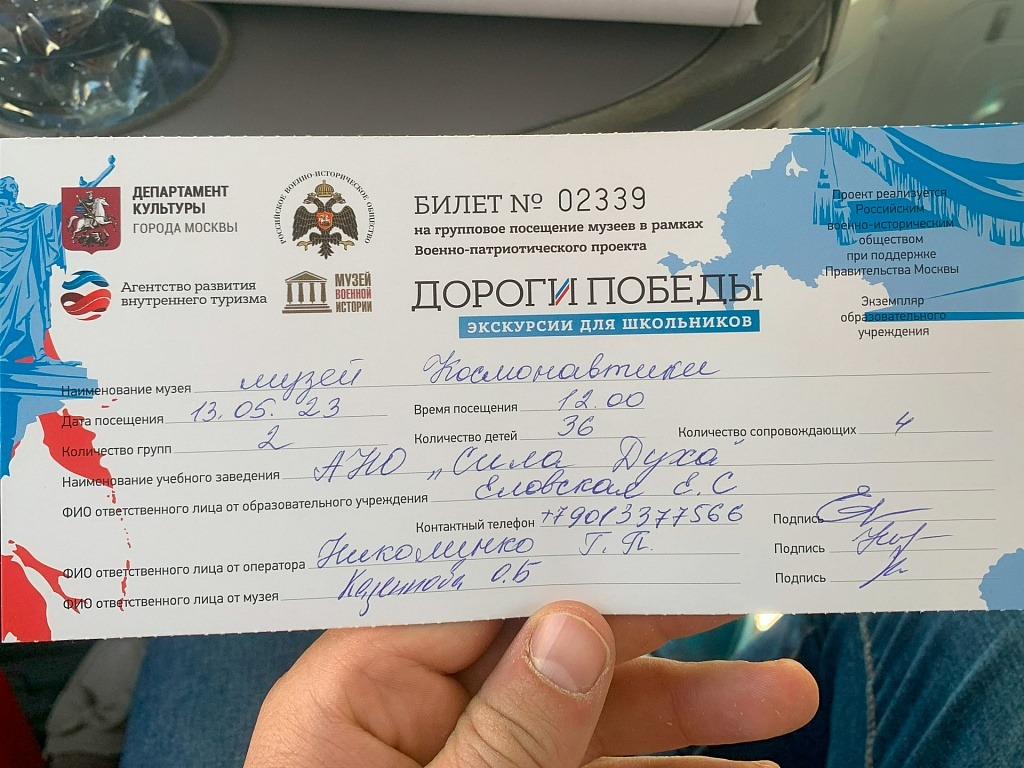 ДЕПАРТАМЕНТ
КУЛЬТУРЫ
ГОРОДА МОСКВЫ
Агентство развития
внутреннего туризма
РОССИЙСКОЕ ВОЕННО-ИСТОРИЧЕСКОЕ ОБЩЕСТВО
МУЗЕЙ
ВОЕННОЙ
ИСТОРИИ
БИЛЕТ № 02339
на групповое посещение музеев в рамках
Военно-патриотического проекта
ДОРОГИ ПОБЕДЫ
ЭКСКУРСИИ ДЛЯ ШКОЛЬНИКОВ
Проект реализуется
Российским
военно-историческим
обществом
при поддержке
Правительства Москвы
Экземпляр
образовательного
учреждения
Наименование музея музей Космонавтики
Дата посещения 13.05.23 Время посещения 12.00
Количество групп 2 Количество детей 36 Количество сопровождающих 4
Наименование учебного заведения АНО "Сила Духа"
ФИО ответственного лица от образовательного учреждения Еловская Е.С
Контактный телефон +79013377566 Подпись
ФИО ответственного лица от оператора Николунко Г.П. Подпись
ФИО ответственного лица от музея О.Б Подпись